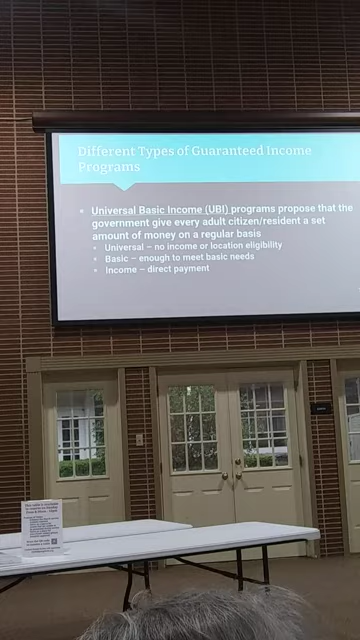 Different Types of Guaranteed Income
Programs
• Universal Basic Income (UBI) programs propose that the
government give every adult citizen/resident a set
amount of money on a regular basis
• Universal – no income or location eligibility
• Basic – enough to meet basic needs
• Income – direct payment